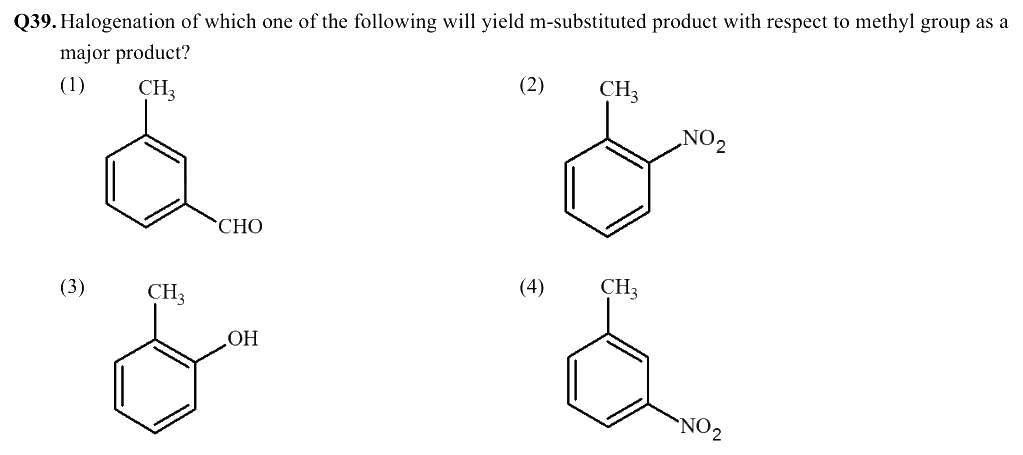 Q39. Halogenation of which one of the following will yield m-substituted product with respect to methyl group as a
major product?
(1) CH3
CHO
(2) CH3
NO2
(3) CH3
OH
(4) CH3
NO2